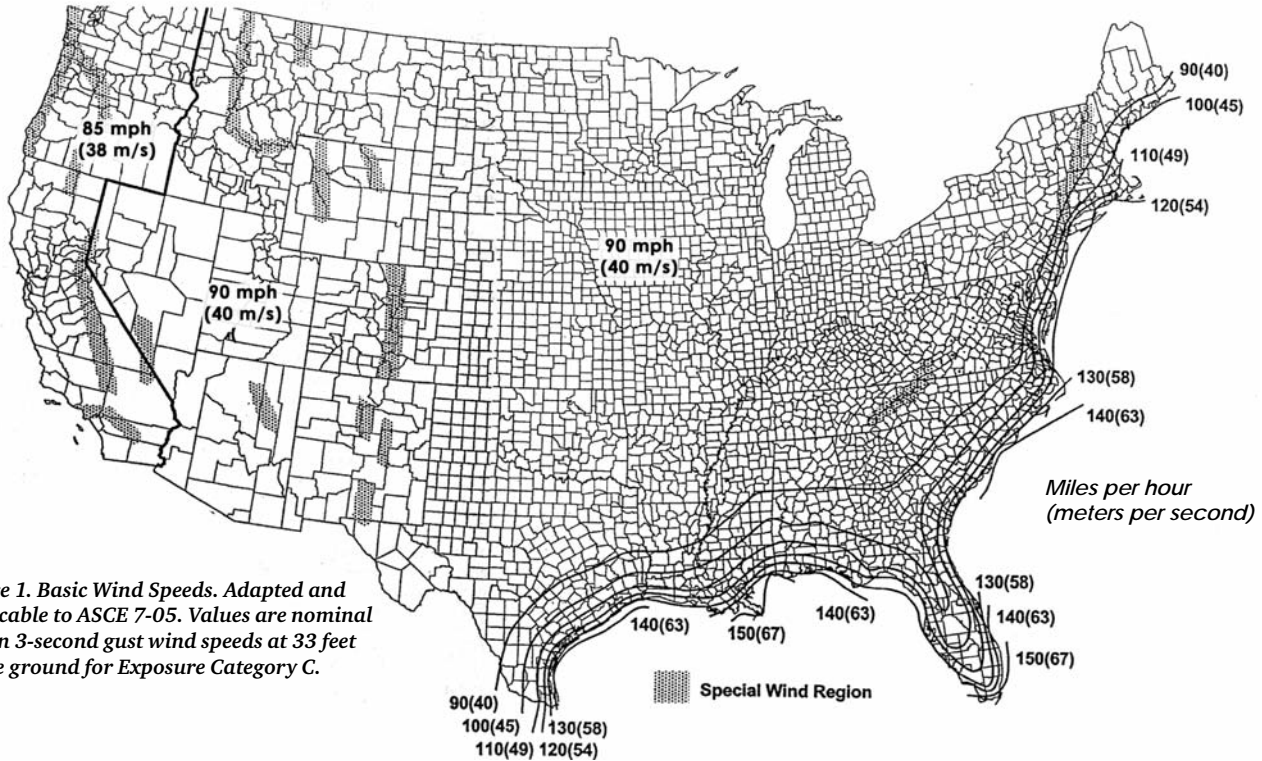 85 mph
(38 m/s)
90 mph
(40 m/s)
90 mph
(40 m/s)
90(40)
100(45)
110(49)
120(54)
130(58)
140(63)
Miles per hour
(meters per second)
130(58)
140(63)
150(67)
140(63)
150(67)
140(63)
Special Wind Region
90(40)
100(45)
130(58)
110(49) 120(54)
e 1. Basic Wind Speeds. Adapted and
cable to ASCE 7-05. Values are nominal
n 3-second gust wind speeds at 33 feet
e ground for Exposure Category C.